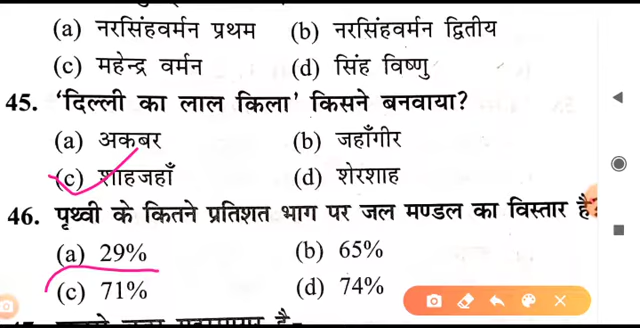 (a) नरसिंहवर्मन प्रथम (b) नरसिंहवर्मन द्वितीय
(c) महेन्द्र वर्मन (d) सिंह विष्णु
45. 'दिल्ली का लाल किला' किसने बनवाया?
(a) अकबर (b) जहाँगीर
(c) शाहजहाँ (d) शेरशाह
46. पृथ्वी के कितने प्रतिशत भाग पर जल मण्डल का विस्तार है?
(a) 29% (b) 65%
(c) 71% (d) 74%